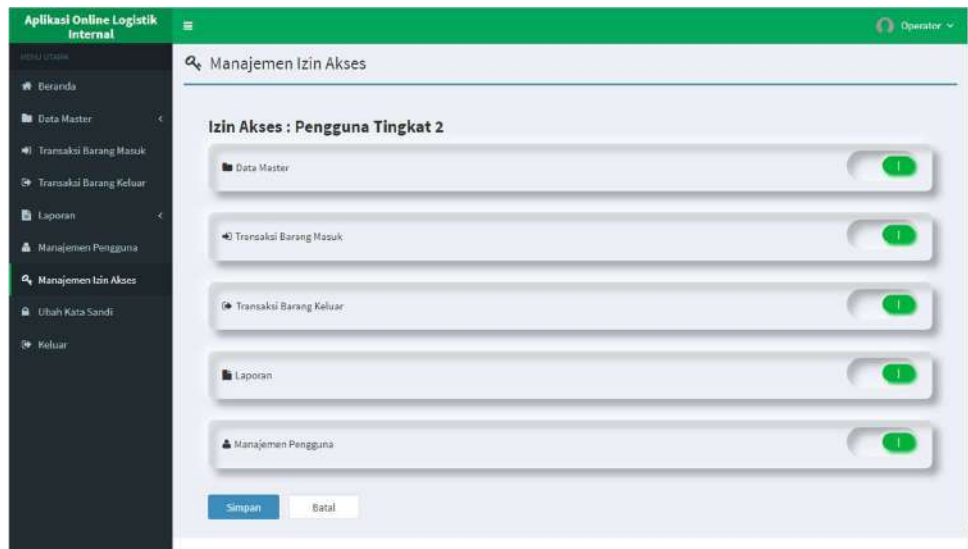 Aplikasi Online Logistik
Internal
Operator
MENU UTAMA
Beranda
Data Master
Transaksi Barang Masuk
Transaksi Barang Keluar
Laporan
Manajemen Pengguna
Manajemen Izin Akses
Ubah Kata Sandi
Keluar
Manajemen Izin Akses
Izin Akses : Pengguna Tingkat 2
Data Master
Transaksi Barang Masuk
Transaksi Barang Keluar
Laporan
Manajemen Pengguna
Simpan
Batal